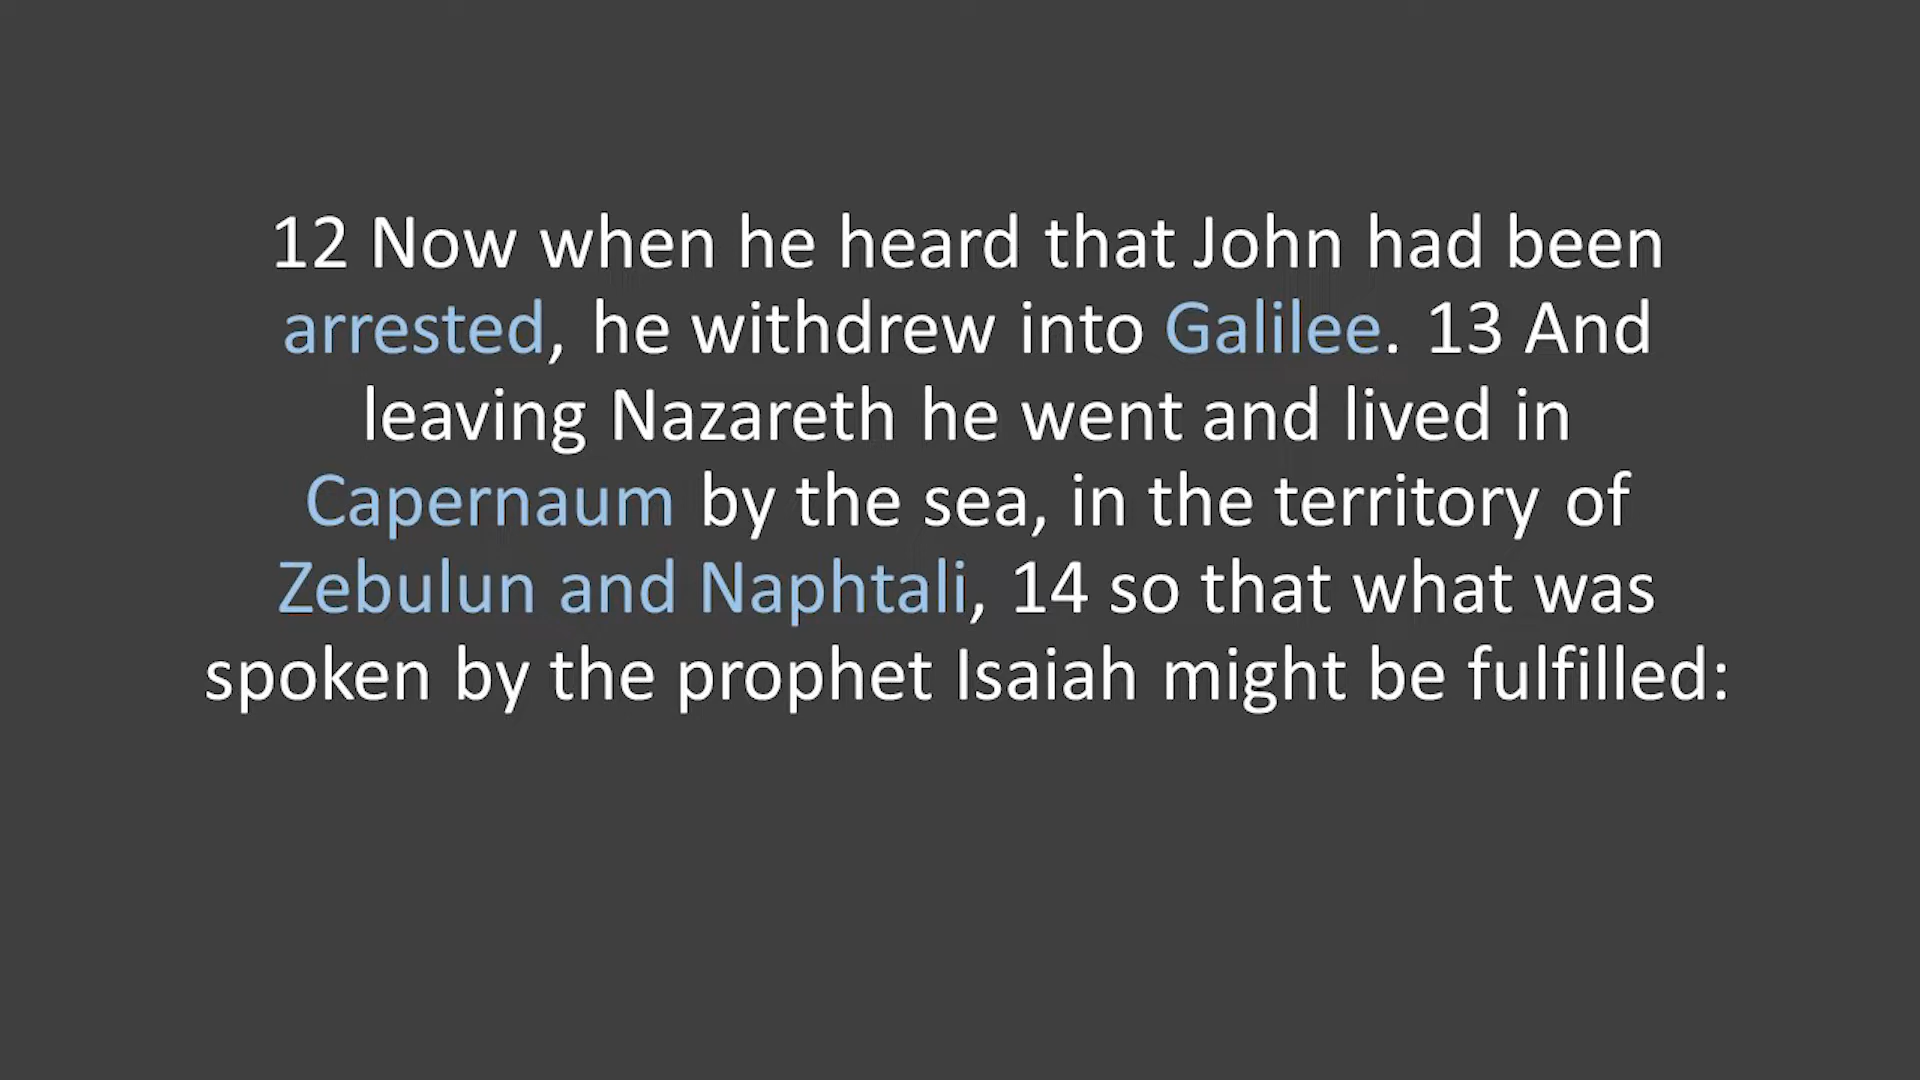 12 Now when he heard that John had been
arrested, he withdrew into Galilee. 13 And
leaving Nazareth he went and lived in
Capernaum by the sea, in the territory of
Zebulun and Naphtali, 14 so that what was
spoken by the prophet Isaiah might be fulfilled: